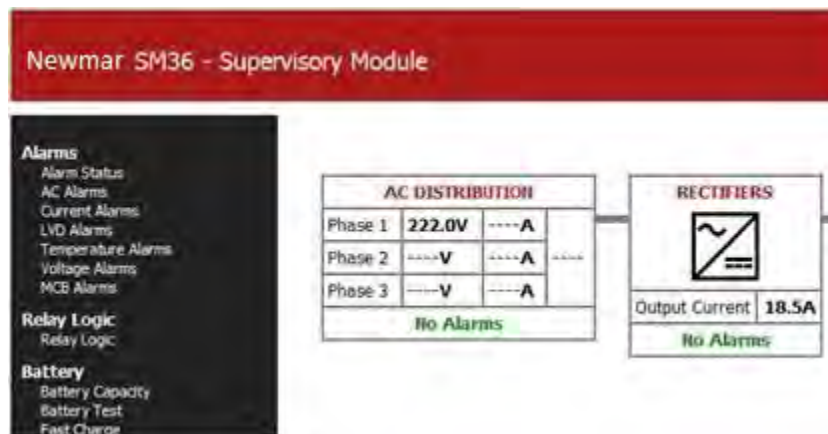 Newmar SM36 - Supervisory Module
Alarms
Alarm Status
AC Alarms
Current Alarms
LVD Alarms
Temperature Alarms
Voltage Alarms
MCB Alarms
Relay Logic
Relay Logic
Battery
Battery Capacity
Battery Test
Fast Charge
AC DISTRIBUTION
Phase 1 222.0V ----A
Phase 2 ----V ----A ----
Phase 3 ----V ----A
No Alarms
RECTIFIERS
Output Current 18.5A
No Alarms